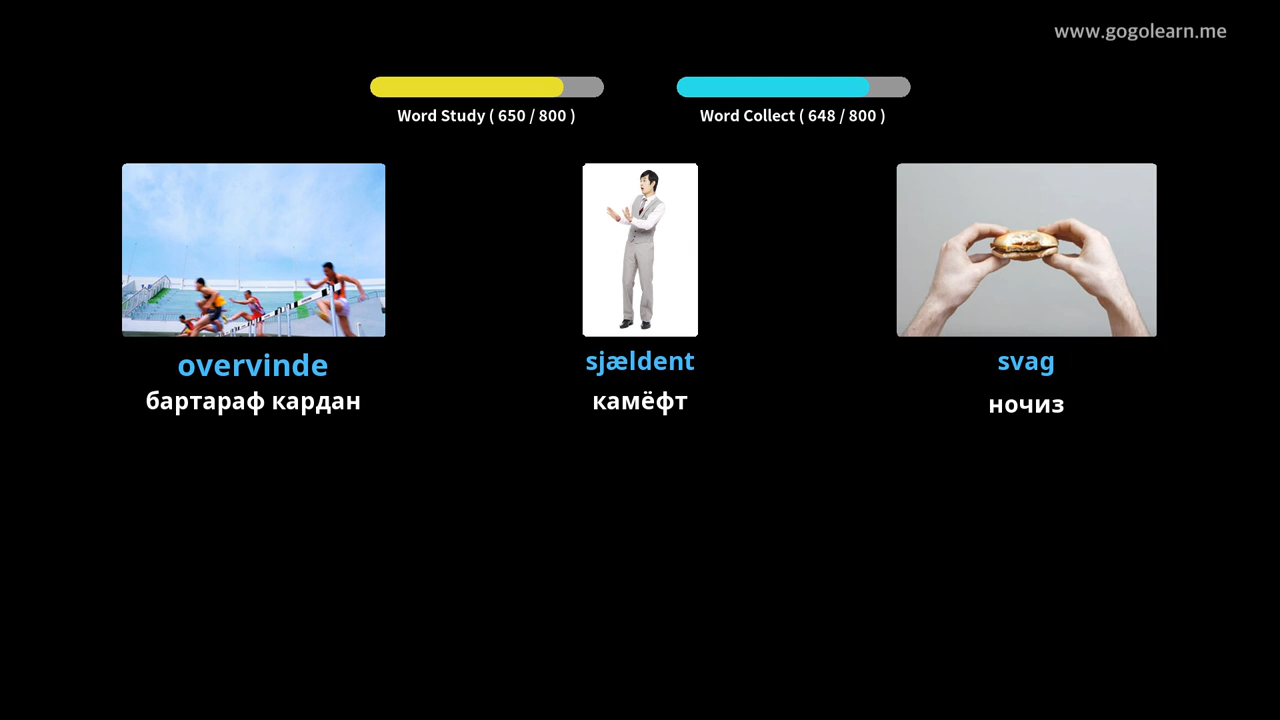 www.gogolearn.me
Word Study ( 650 / 800 )
Word Collect ( 648 / 800 )
overvinde
бартараф кардан
sjældent
камёфт
svag
ночиз